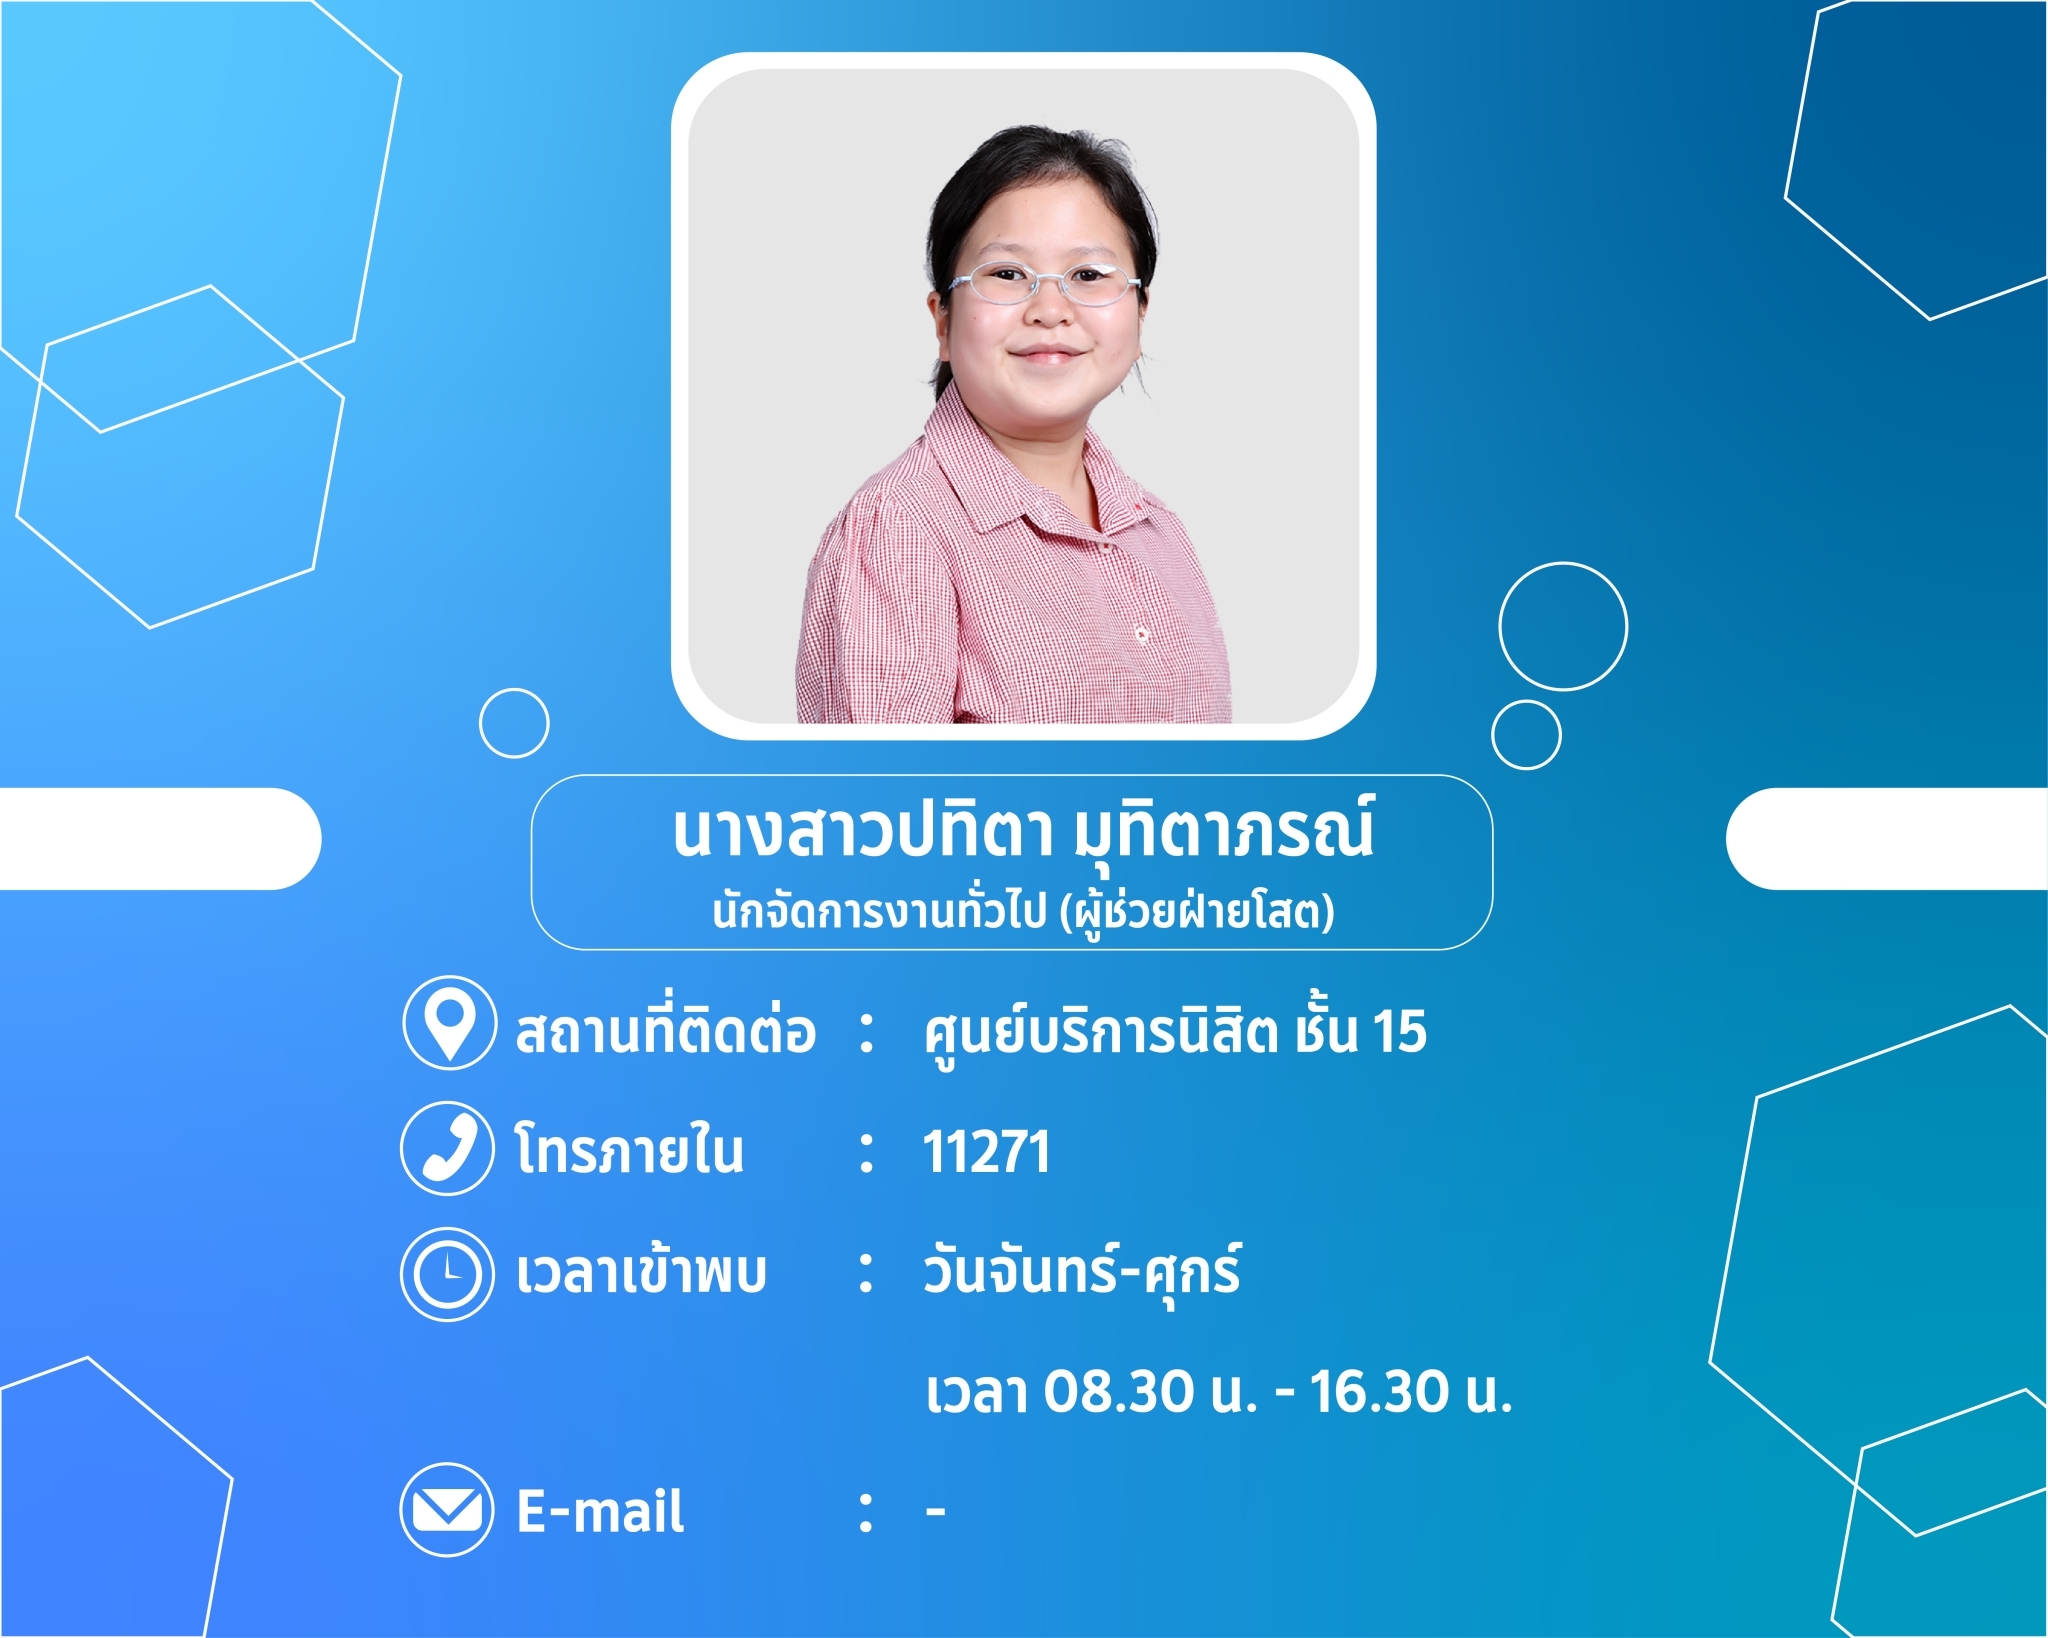 นางสาวปทิตา มุทิตาภรณ์
นักจัดการงานทั่วไป (ผู้ช่วยฝ่ายโสต)
สถานที่ติดต่อ : ศูนย์บริการนิสิต ชั้น 15
โทรภายใน : 11271
เวลาเข้าพบ : วันจันทร์-ศุกร์
เวลา 08.30 น. - 16.30 น.
E-mail : -